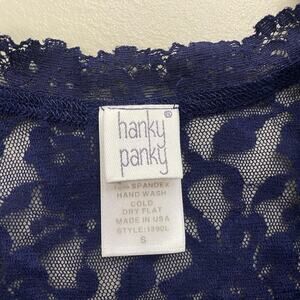 hanky
panky
®
SPANDEX
HAND WASH
COLD
DRY FLAT
MADE IN USA
STYLE:1390L
S